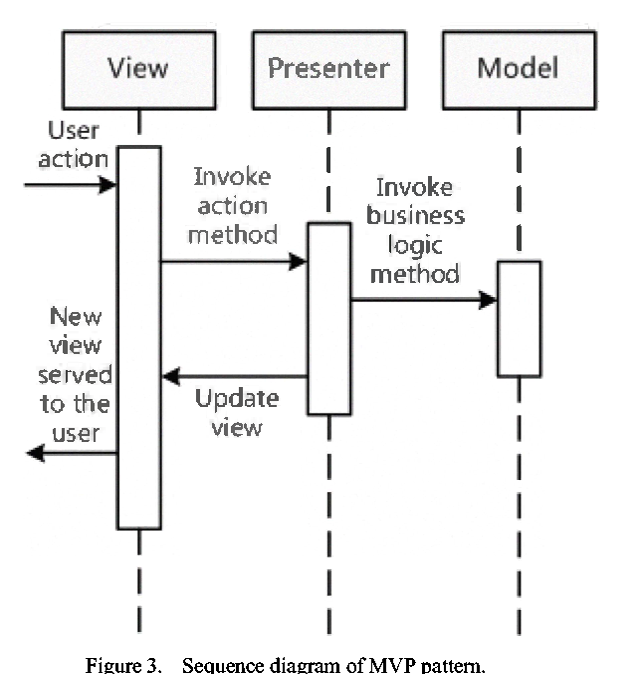 View
Presenter
Model
User
action
Invoke
action
method
Invoke
business
logic
method
New
view
served
to the
user
Update
view
Figure 3. Sequence diagram of MVP pattern.